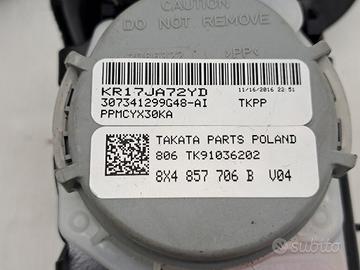 CAUTION
DO NOT REMOVE
>PP<
KR17JA72YD
11/16/2016 22 51
307341299G48-AI TKPP
PPMCYX30KA
TAKATA PARTS POLAND
806 TK91036202
8X4 857 706 B V04
subito